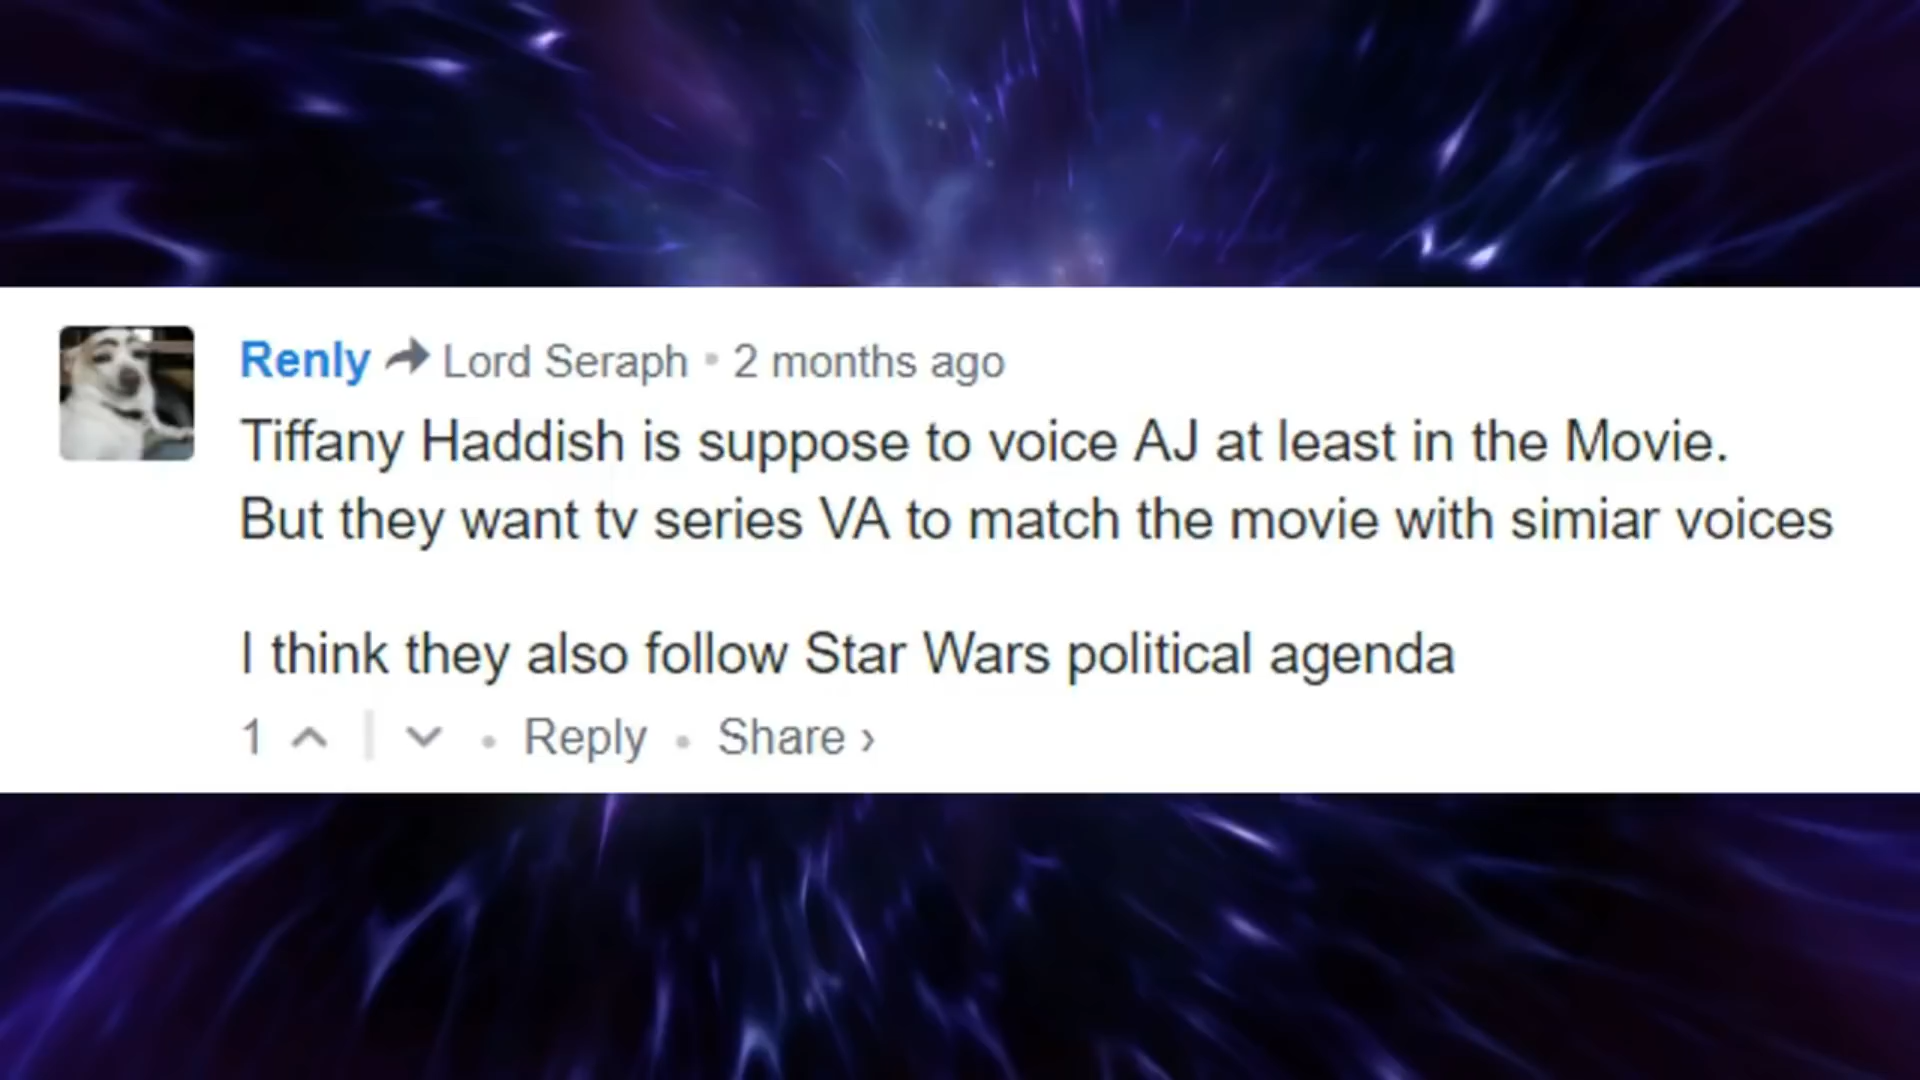 Renly Lord Seraph • 2 months ago
Tiffany Haddish is suppose to voice AJ at least in the Movie.
But they want tv series VA to match the movie with simiar voices
I think they also follow Star Wars political agenda
1 • Reply • Share ›